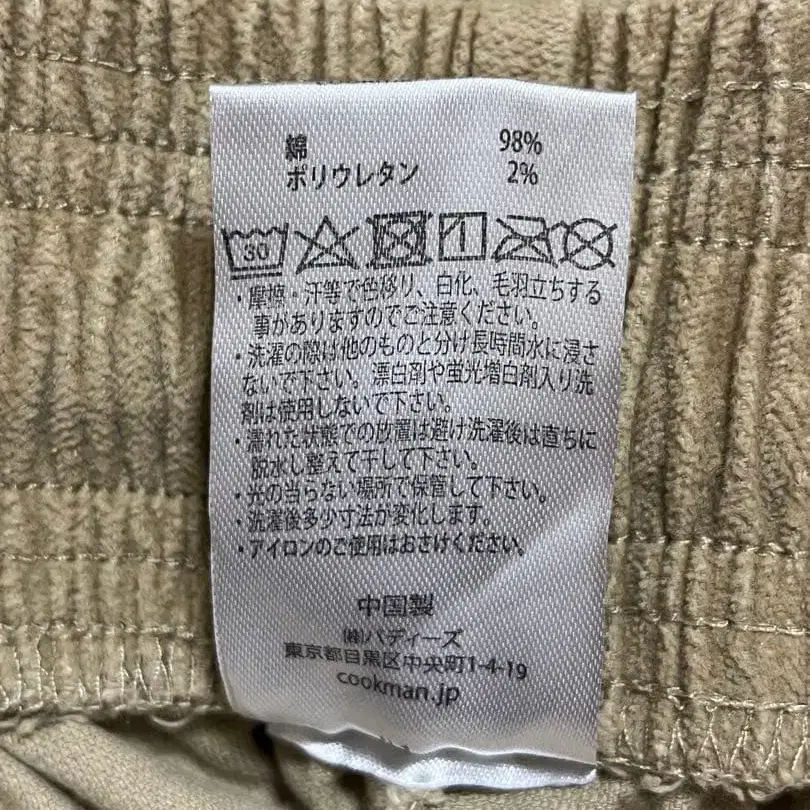 綿 98%
ポリウレタン 2%
30
・摩擦・汗等で色移り、白化、毛羽立ちする
事がありますのでご注意ください。
・洗濯の際は他のものと分け長時間水に浸さ
ないで下さい。漂白剤や蛍光増白剤入り洗
剤は使用しないで下さい。
・濡れた状態での放置は避け洗濯後は直ちに
脱水し整えて干して下さい。
・光の当らない場所で保管して下さい。
・洗濯後多少寸法が変化します。
・アイロンのご使用はおさけください。
中国製
㈱バディーズ
東京都目黒区中央町1-4-19
cookman.jp